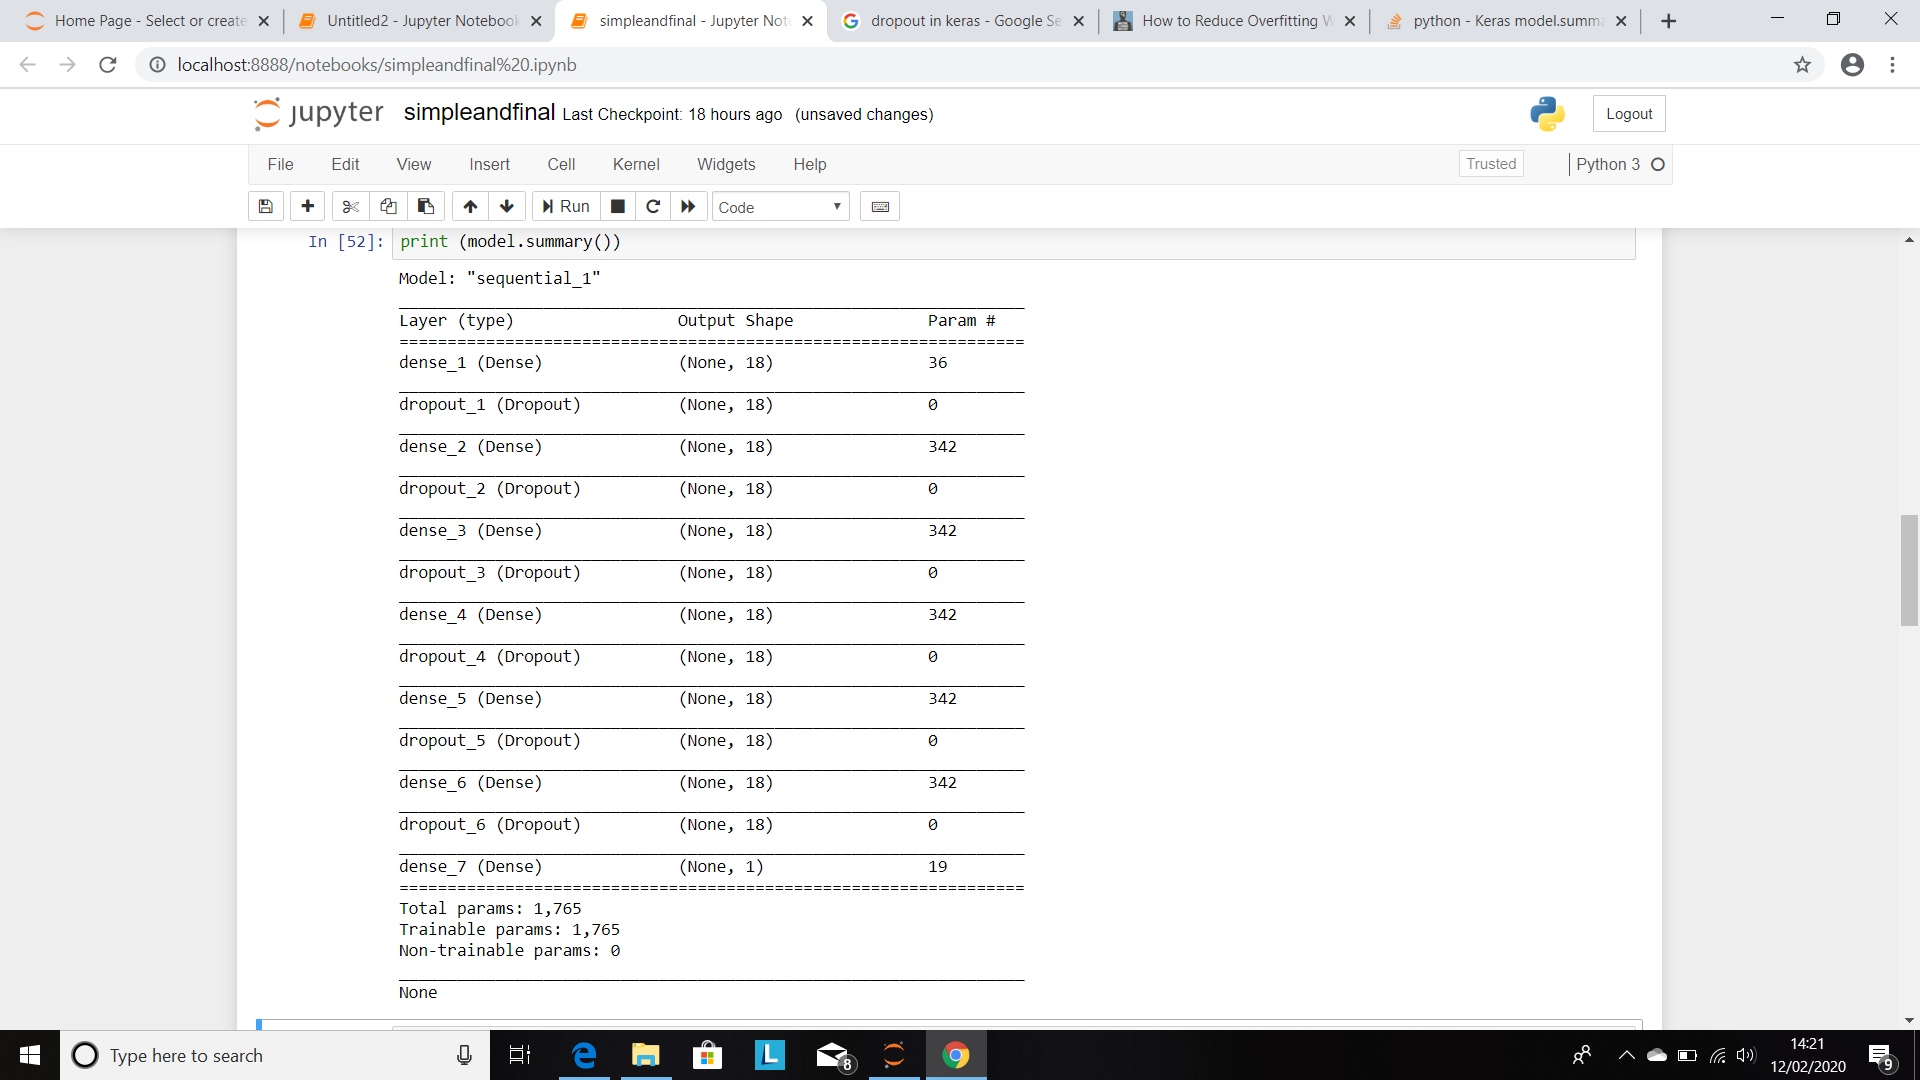 Home Page - Select or create
Untitled2 - Jupyter Notebook
simpleandfinal - Jupyter Note
dropout in keras - Google Se
How to Reduce Overfitting W
python - Keras model.summa
localhost:8888/notebooks/simpleandfinal%20.ipynb
jupyter simpleandfinal Last Checkpoint: 18 hours ago (unsaved changes)
Logout
File Edit View Insert Cell Kernel Widgets Help
Trusted Python 3
Run Code
In [52]: print (model.summary())
Model: "sequential_1"
Layer (type) Output Shape Param #
=================================================================
dense_1 (Dense) (None, 18) 36
dropout_1 (Dropout) (None, 18) 0
dense_2 (Dense) (None, 18) 342
dropout_2 (Dropout) (None, 18) 0
dense_3 (Dense) (None, 18) 342
dropout_3 (Dropout) (None, 18) 0
dense_4 (Dense) (None, 18) 342
dropout_4 (Dropout) (None, 18) 0
dense_5 (Dense) (None, 18) 342
dropout_5 (Dropout) (None, 18) 0
dense_6 (Dense) (None, 18) 342
dropout_6 (Dropout) (None, 18) 0
dense_7 (Dense) (None, 1) 19
=================================================================
Total params: 1,765
Trainable params: 1,765
Non-trainable params: 0
None
Type here to search
L
8
14:21
12/02/2020
9